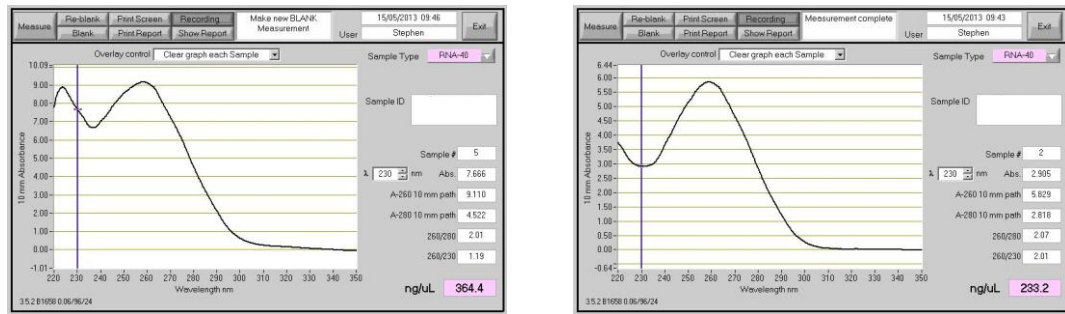 Measure Re-blank Print Screen Recording Make new BLANK Measurement 15/05/2013 09:46 Exit
Blank Print Report Show Report User Stephen
Overlay control Clear graph each Sample Sample Type RNA-40
10.09
9.00
8.00
7.00
6.00
5.00
4.00
3.00
2.00
1.00
0.00
-1.01
10 mm Absorbance
220 230 240 250 260 270 280 290 300 310 320 330 340 350
Wavelength nm
Sample ID
Sample # 5
λ 230 nm Abs. 7.666
A-260 10 mm path 9.110
A-280 10 mm path 4.522
260/280 2.01
260/230 1.19
ng/uL 364.4
3.5.2 B1658 0.06/96/24
Measure Re-blank Print Screen Recording Measurement complete 15/05/2013 09:43 Exit
Blank Print Report Show Report User Stephen
Overlay control Clear graph each Sample Sample Type RNA-40
6.44
6.00
5.50
5.00
4.50
4.00
3.50
3.00
2.50
2.00
1.50
1.00
0.50
0.00
-0.64
10 mm Absorbance
220 230 240 250 260 270 280 290 300 310 320 330 340 350
Wavelength nm
Sample ID
Sample # 2
λ 230 nm Abs. 2.905
A-260 10 mm path 5.829
A-280 10 mm path 2.818
260/280 2.07
260/230 2.01
ng/uL 233.2
3.5.2 B1658 0.06/96/24